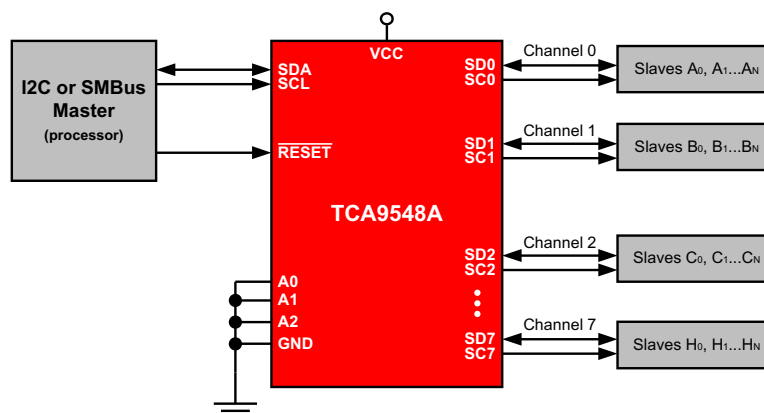 I2C or SMBus
Master
(processor)
VCC
SDA
SCL
RESET
TCA9548A
A0
A1
A2
GND
SD0
SC0
SD1
SC1
SD2
SC2
SD7
SC7
Channel 0
Channel 1
Channel 2
Channel 7
Slaves A0, A1...AN
Slaves B0, B1...BN
Slaves C0, C1...CN
Slaves H0, H1...HN